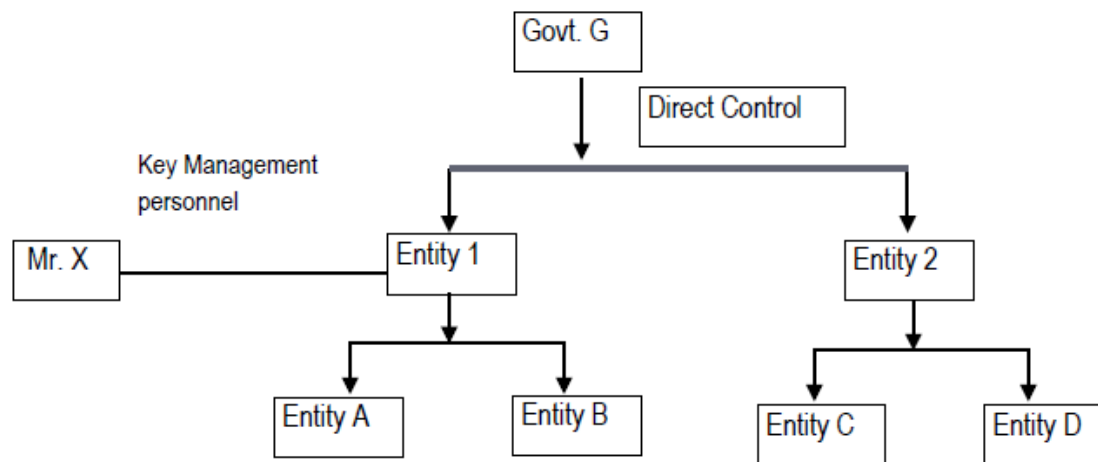 Govt. G
Direct Control
Key Management
personnel
Mr. X
Entity 1
Entity 2
Entity A
Entity B
Entity C
Entity D